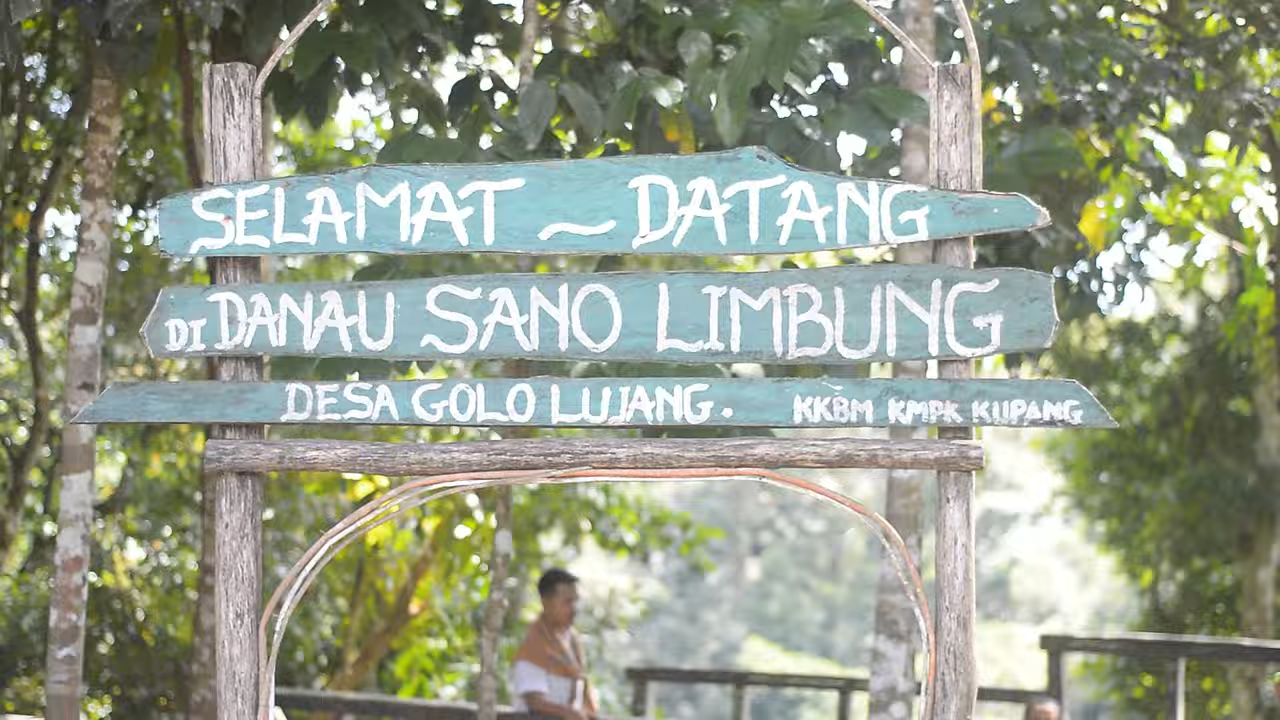 SELAMAT ~ DATANG
DI DANAU SANO LIMBUNG
DESA GOLO LUJANG. KKBM KMPK KUPANG